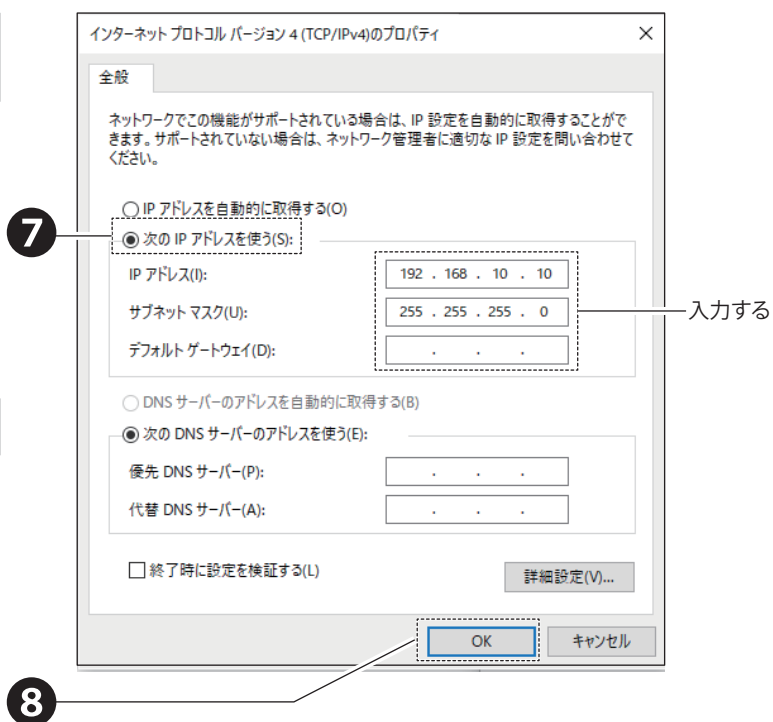 インターネット プロトコル バージョン 4 (TCP/IPv4)のプロパティ
全般
ネットワークでこの機能がサポートされている場合は、IP 設定を自動的に取得することがで
きます。サポートされていない場合は、ネットワーク管理者に適切な IP 設定を問い合わせて
ください。
IP アドレスを自動的に取得する(O)
7
次の IP アドレスを使う(S):
IP アドレス(I):
192 . 168 . 10 . 10
サブネット マスク(U):
255 . 255 . 255 . 0
入力する
デフォルト ゲートウェイ(D):
. . .
DNS サーバーのアドレスを自動的に取得する(B)
次の DNS サーバーのアドレスを使う(E):
優先 DNS サーバー(P):
. . .
代替 DNS サーバー(A):
. . .
終了時に設定を検証する(L)
詳細設定(V)...
OK
キャンセル
8